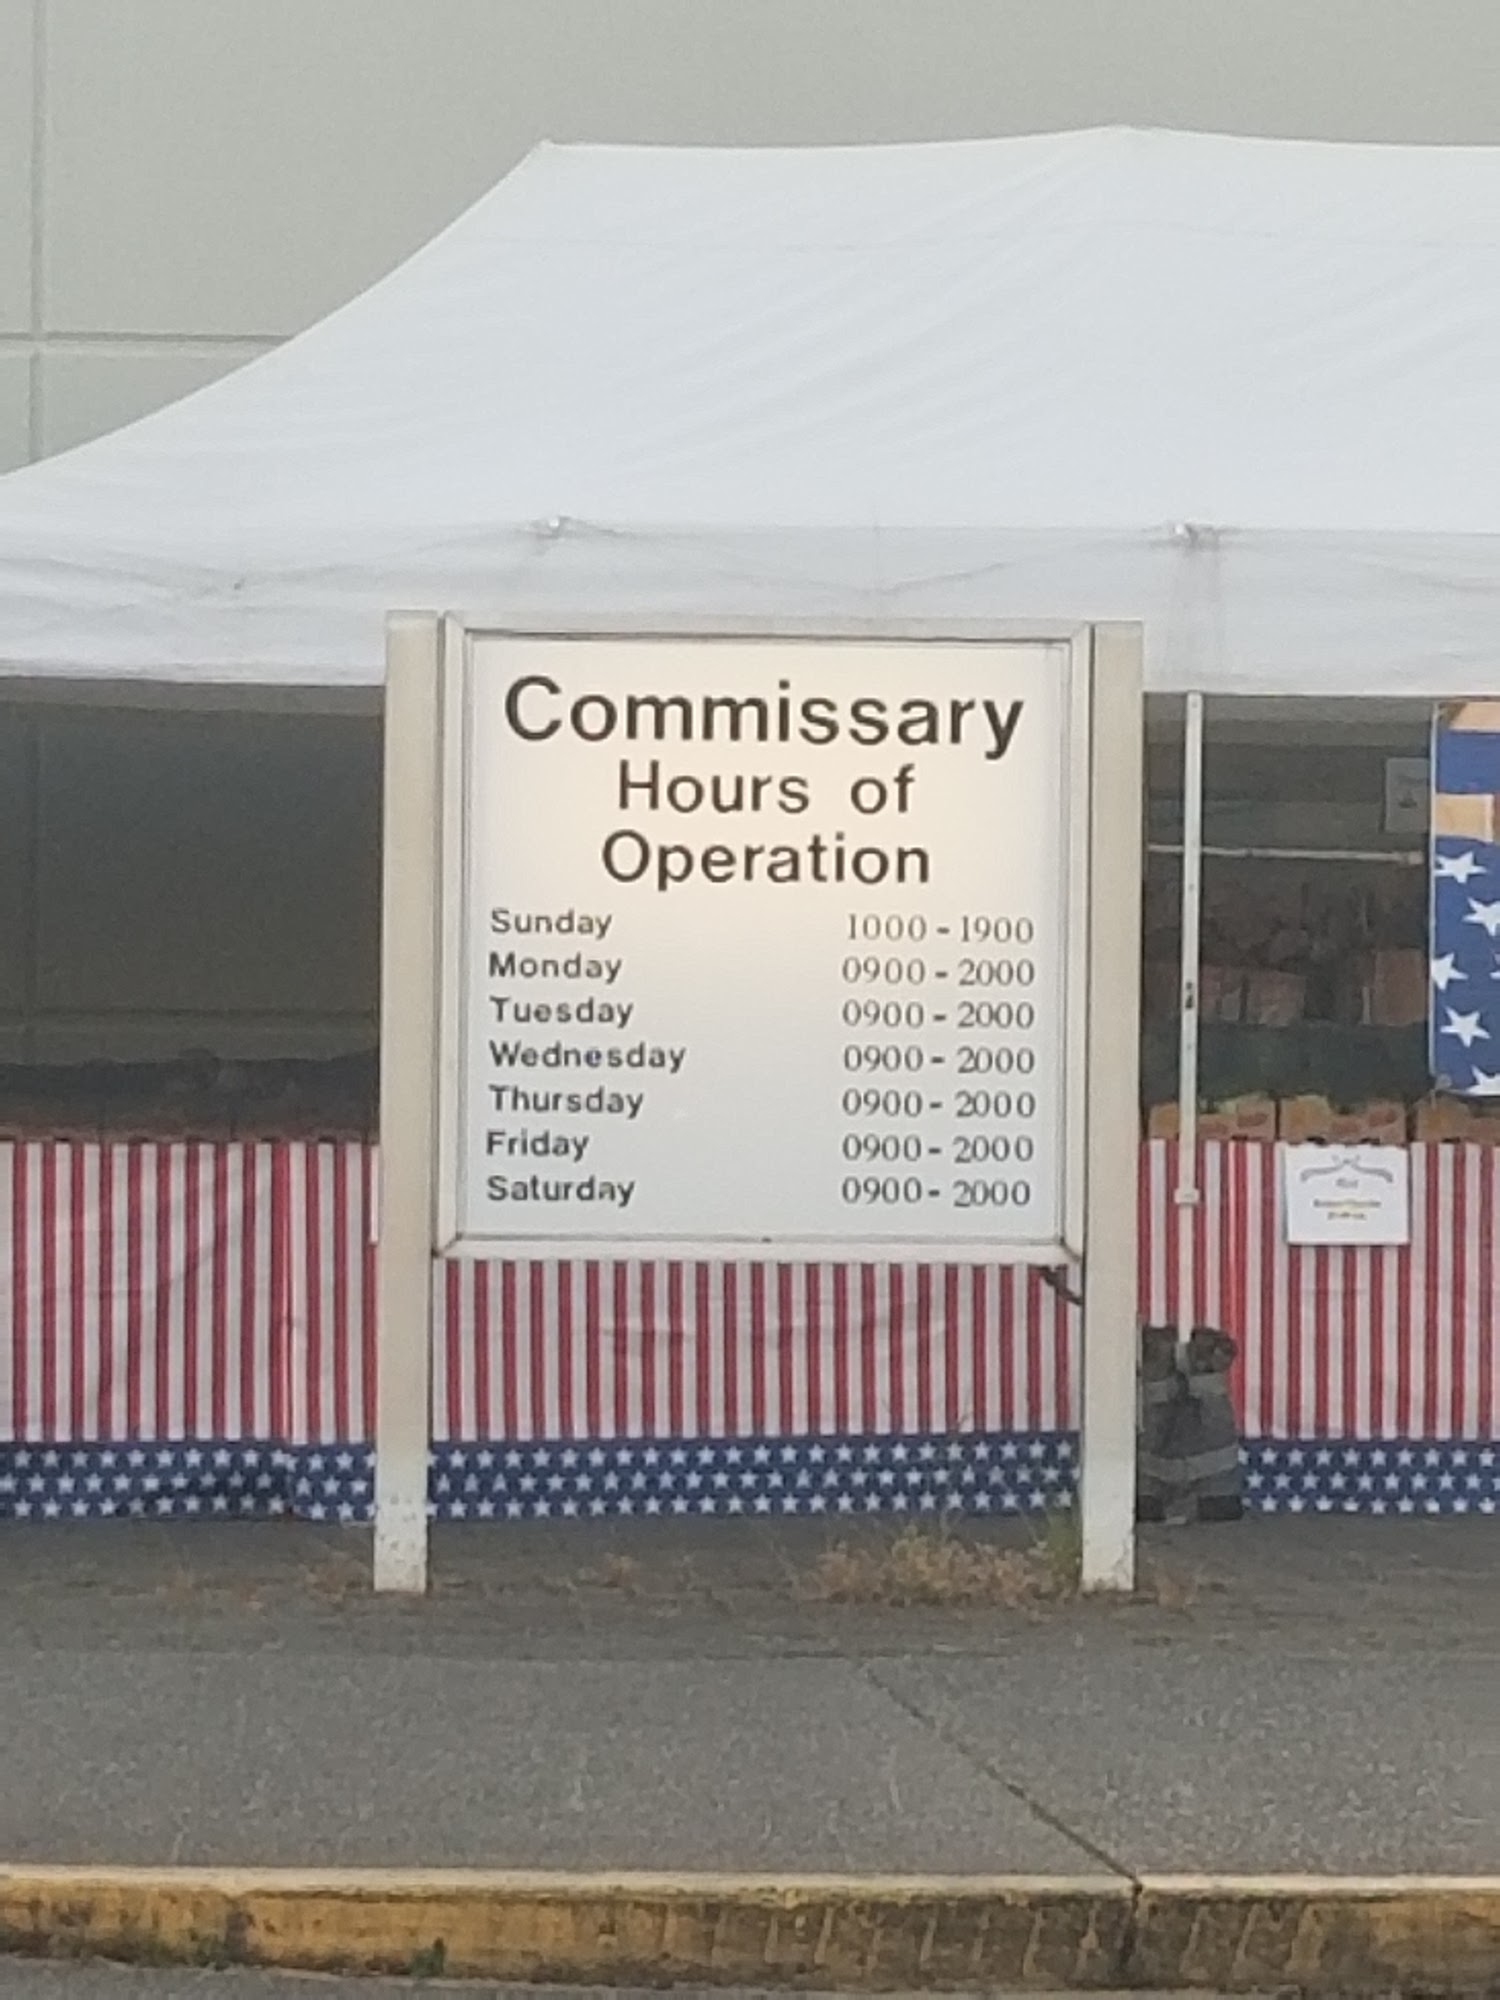 Commissary
Hours of
Operation
Sunday 1000 - 1900
Monday 0900 - 2000
Tuesday 0900 - 2000
Wednesday 0900 - 2000
Thursday 0900 - 2000
Friday 0900 - 2000
Saturday 0900 - 2000